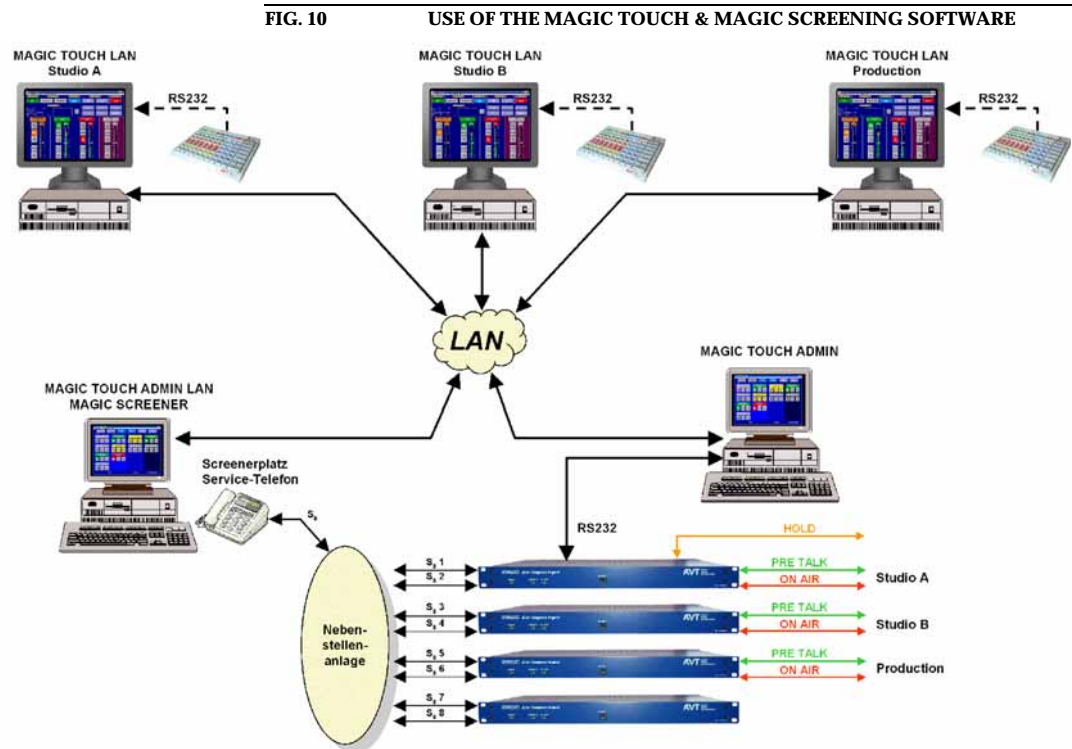 FIG. 10 USE OF THE MAGIC TOUCH & MAGIC SCREENING SOFTWARE
MAGIC TOUCH LAN
Studio A
RS232
MAGIC TOUCH LAN
Studio B
RS232
MAGIC TOUCH LAN
Production
RS232
LAN
MAGIC TOUCH ADMIN LAN
MAGIC SCREENER
MAGIC TOUCH ADMIN
Screenerplatz
Service-Telefon
S₀
RS232
HOLD
Neben-
stellen-
anlage
S₀ 1
S₀ 2
AVT
PRE TALK
ON AIR
Studio A
S₀ 3
S₀ 4
AVT
PRE TALK
ON AIR
Studio B
S₀ 5
S₀ 6
AVT
PRE TALK
ON AIR
Production
S₀ 7
S₀ 8
AVT